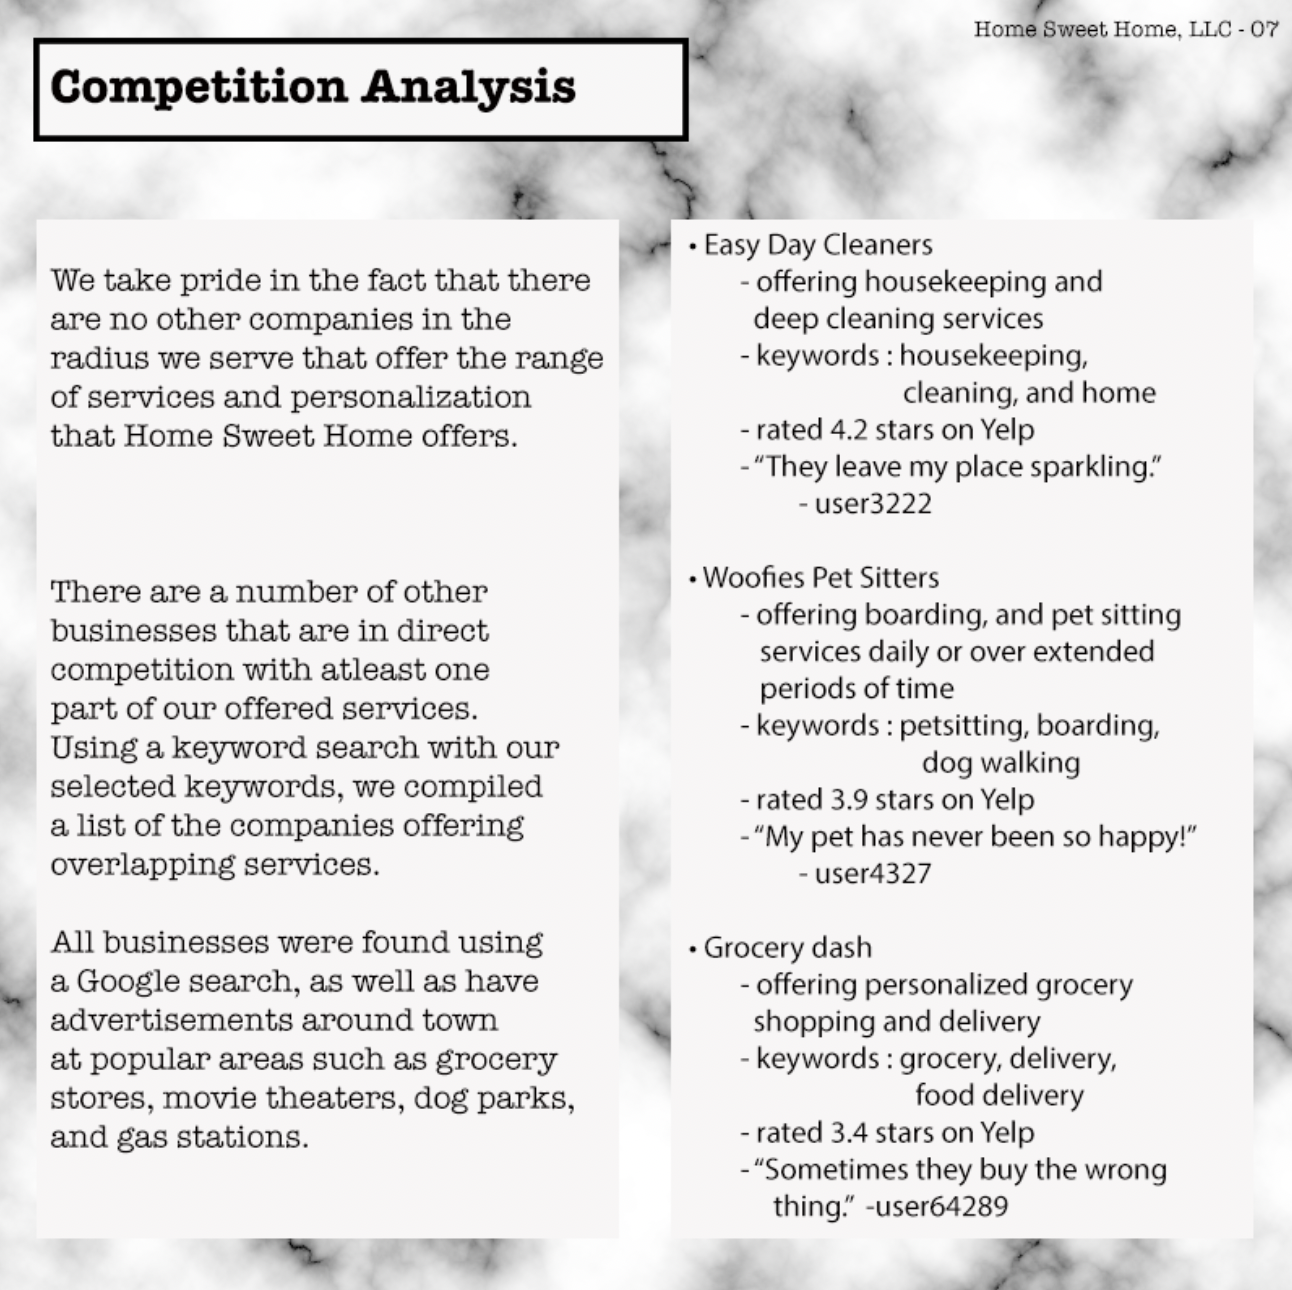 Home Sweet Home, LLC - 07
Competition Analysis
We take pride in the fact that there
are no other companies in the
radius we serve that offer the range
of services and personalization
that Home Sweet Home offers.
There are a number of other
businesses that are in direct
competition with atleast one
part of our offered services.
Using a keyword search with our
selected keywords, we compiled
a list of the companies offering
overlapping services.
All businesses were found using
a Google search, as well as have
advertisements around town
at popular areas such as grocery
stores, movie theaters, dog parks,
and gas stations.
• Easy Day Cleaners
- offering housekeeping and
deep cleaning services
- keywords : housekeeping,
cleaning, and home
- rated 4.2 stars on Yelp
- “They leave my place sparkling.”
- user3222
• Woofies Pet Sitters
- offering boarding, and pet sitting
services daily or over extended
periods of time
- keywords : petsitting, boarding,
dog walking
- rated 3.9 stars on Yelp
- “My pet has never been so happy!”
- user4327
• Grocery dash
- offering personalized grocery
shopping and delivery
- keywords : grocery, delivery,
food delivery
- rated 3.4 stars on Yelp
- “Sometimes they buy the wrong
thing.” -user64289